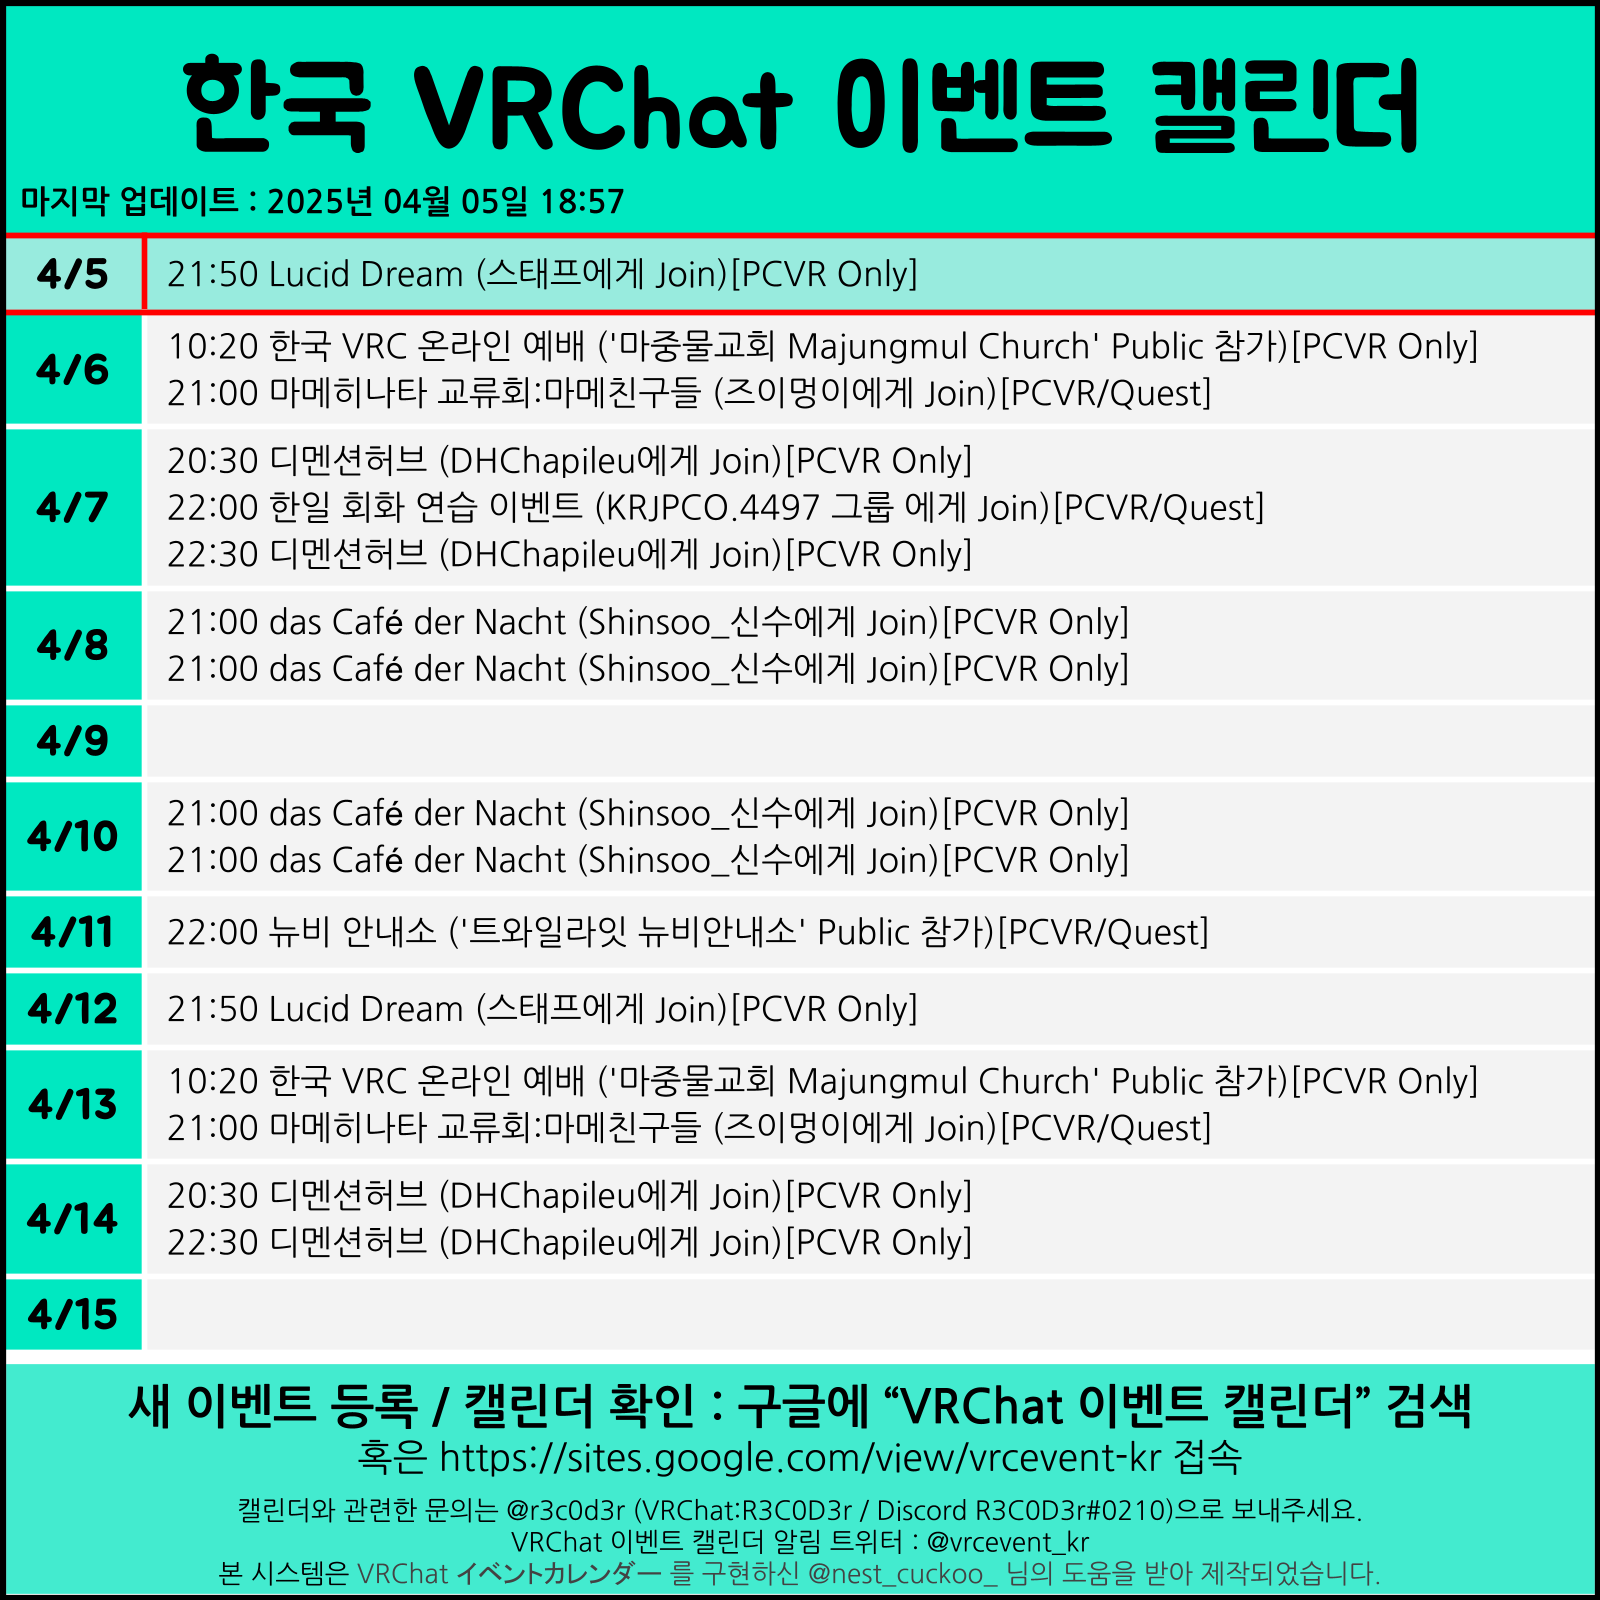 한국 VRChat 이벤트 캘린더
마지막 업데이트 : 2025년 04월 05일 18:57
4/5
21:50 Lucid Dream (스태프에게 Join)[PCVR Only]
4/6
10:20 한국 VRC 온라인 예배 ('마중물교회 Majungmul Church' Public 참가)[PCVR Only]
21:00 마메히나타 교류회:마메친구들 (즈이멍이에게 Join)[PCVR/Quest]
4/7
20:30 디멘션허브 (DHChapileu에게 Join)[PCVR Only]
22:00 한일 회화 연습 이벤트 (KRJPCO.4497 그룹 에게 Join)[PCVR/Quest]
22:30 디멘션허브 (DHChapileu에게 Join)[PCVR Only]
4/8
21:00 das Café der Nacht (Shinsoo_신수에게 Join)[PCVR Only]
21:00 das Café der Nacht (Shinsoo_신수에게 Join)[PCVR Only]
4/9
4/10
21:00 das Café der Nacht (Shinsoo_신수에게 Join)[PCVR Only]
21:00 das Café der Nacht (Shinsoo_신수에게 Join)[PCVR Only]
4/11
22:00 뉴비 안내소 ('트와일라잇 뉴비안내소' Public 참가)[PCVR/Quest]
4/12
21:50 Lucid Dream (스태프에게 Join)[PCVR Only]
4/13
10:20 한국 VRC 온라인 예배 ('마중물교회 Majungmul Church' Public 참가)[PCVR Only]
21:00 마메히나타 교류회:마메친구들 (즈이멍이에게 Join)[PCVR/Quest]
4/14
20:30 디멘션허브 (DHChapileu에게 Join)[PCVR Only]
22:30 디멘션허브 (DHChapileu에게 Join)[PCVR Only]
4/15
새 이벤트 등록 / 캘린더 확인 : 구글에 “VRChat 이벤트 캘린더” 검색
혹은 https://sites.google.com/view/vrcevent-kr 접속
캘린더와 관련한 문의는 @r3c0d3r (VRChat:R3C0D3r / Discord R3C0D3r#0210)으로 보내주세요.
VRChat 이벤트 캘린더 알림 트위터 : @vrcevent_kr
본 시스템은 VRChat イベントカレンダー 를 구현하신 @nest_cuckoo_ 님의 도움을 받아 제작되었습니다.